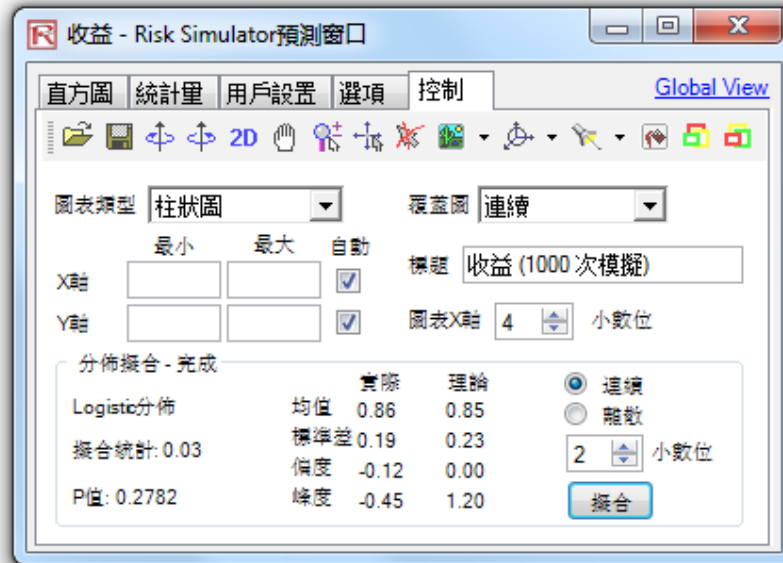 收益 - Risk Simulator預測窗口
直方圖 統計量 用戶設置 選項 控制 Global View
2D
圖表類型 柱狀圖 覆蓋圖 連續
最小 最大 自動
標題 收益 (1000 次模擬)
X軸
Y軸 圖表X軸 4 小數位
分佈擬合 - 完成
實際 理論 連續
Logistic分佈 均值 0.86 0.85 離散
標準差 0.19 0.23
擬合統計: 0.03 偏度 -0.12 0.00 2 小數位
P值: 0.2782 峰度 -0.45 1.20 擬合